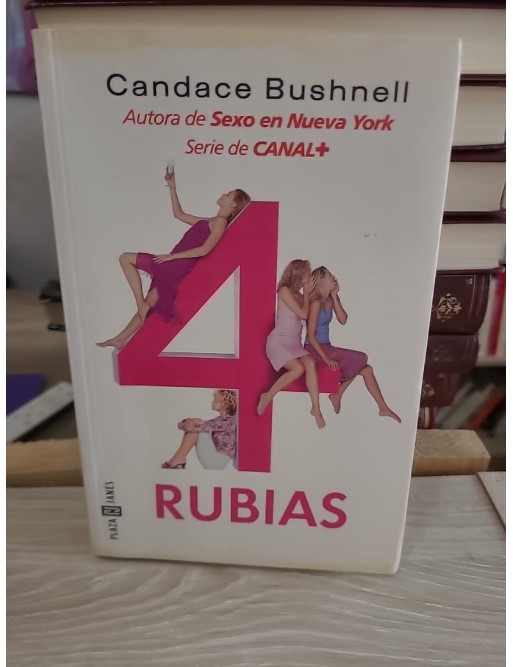 Candace Bushnell
Autora de Sexo en Nueva York
Serie de CANAL+
4
RUBIAS
PLAZA JANÉS